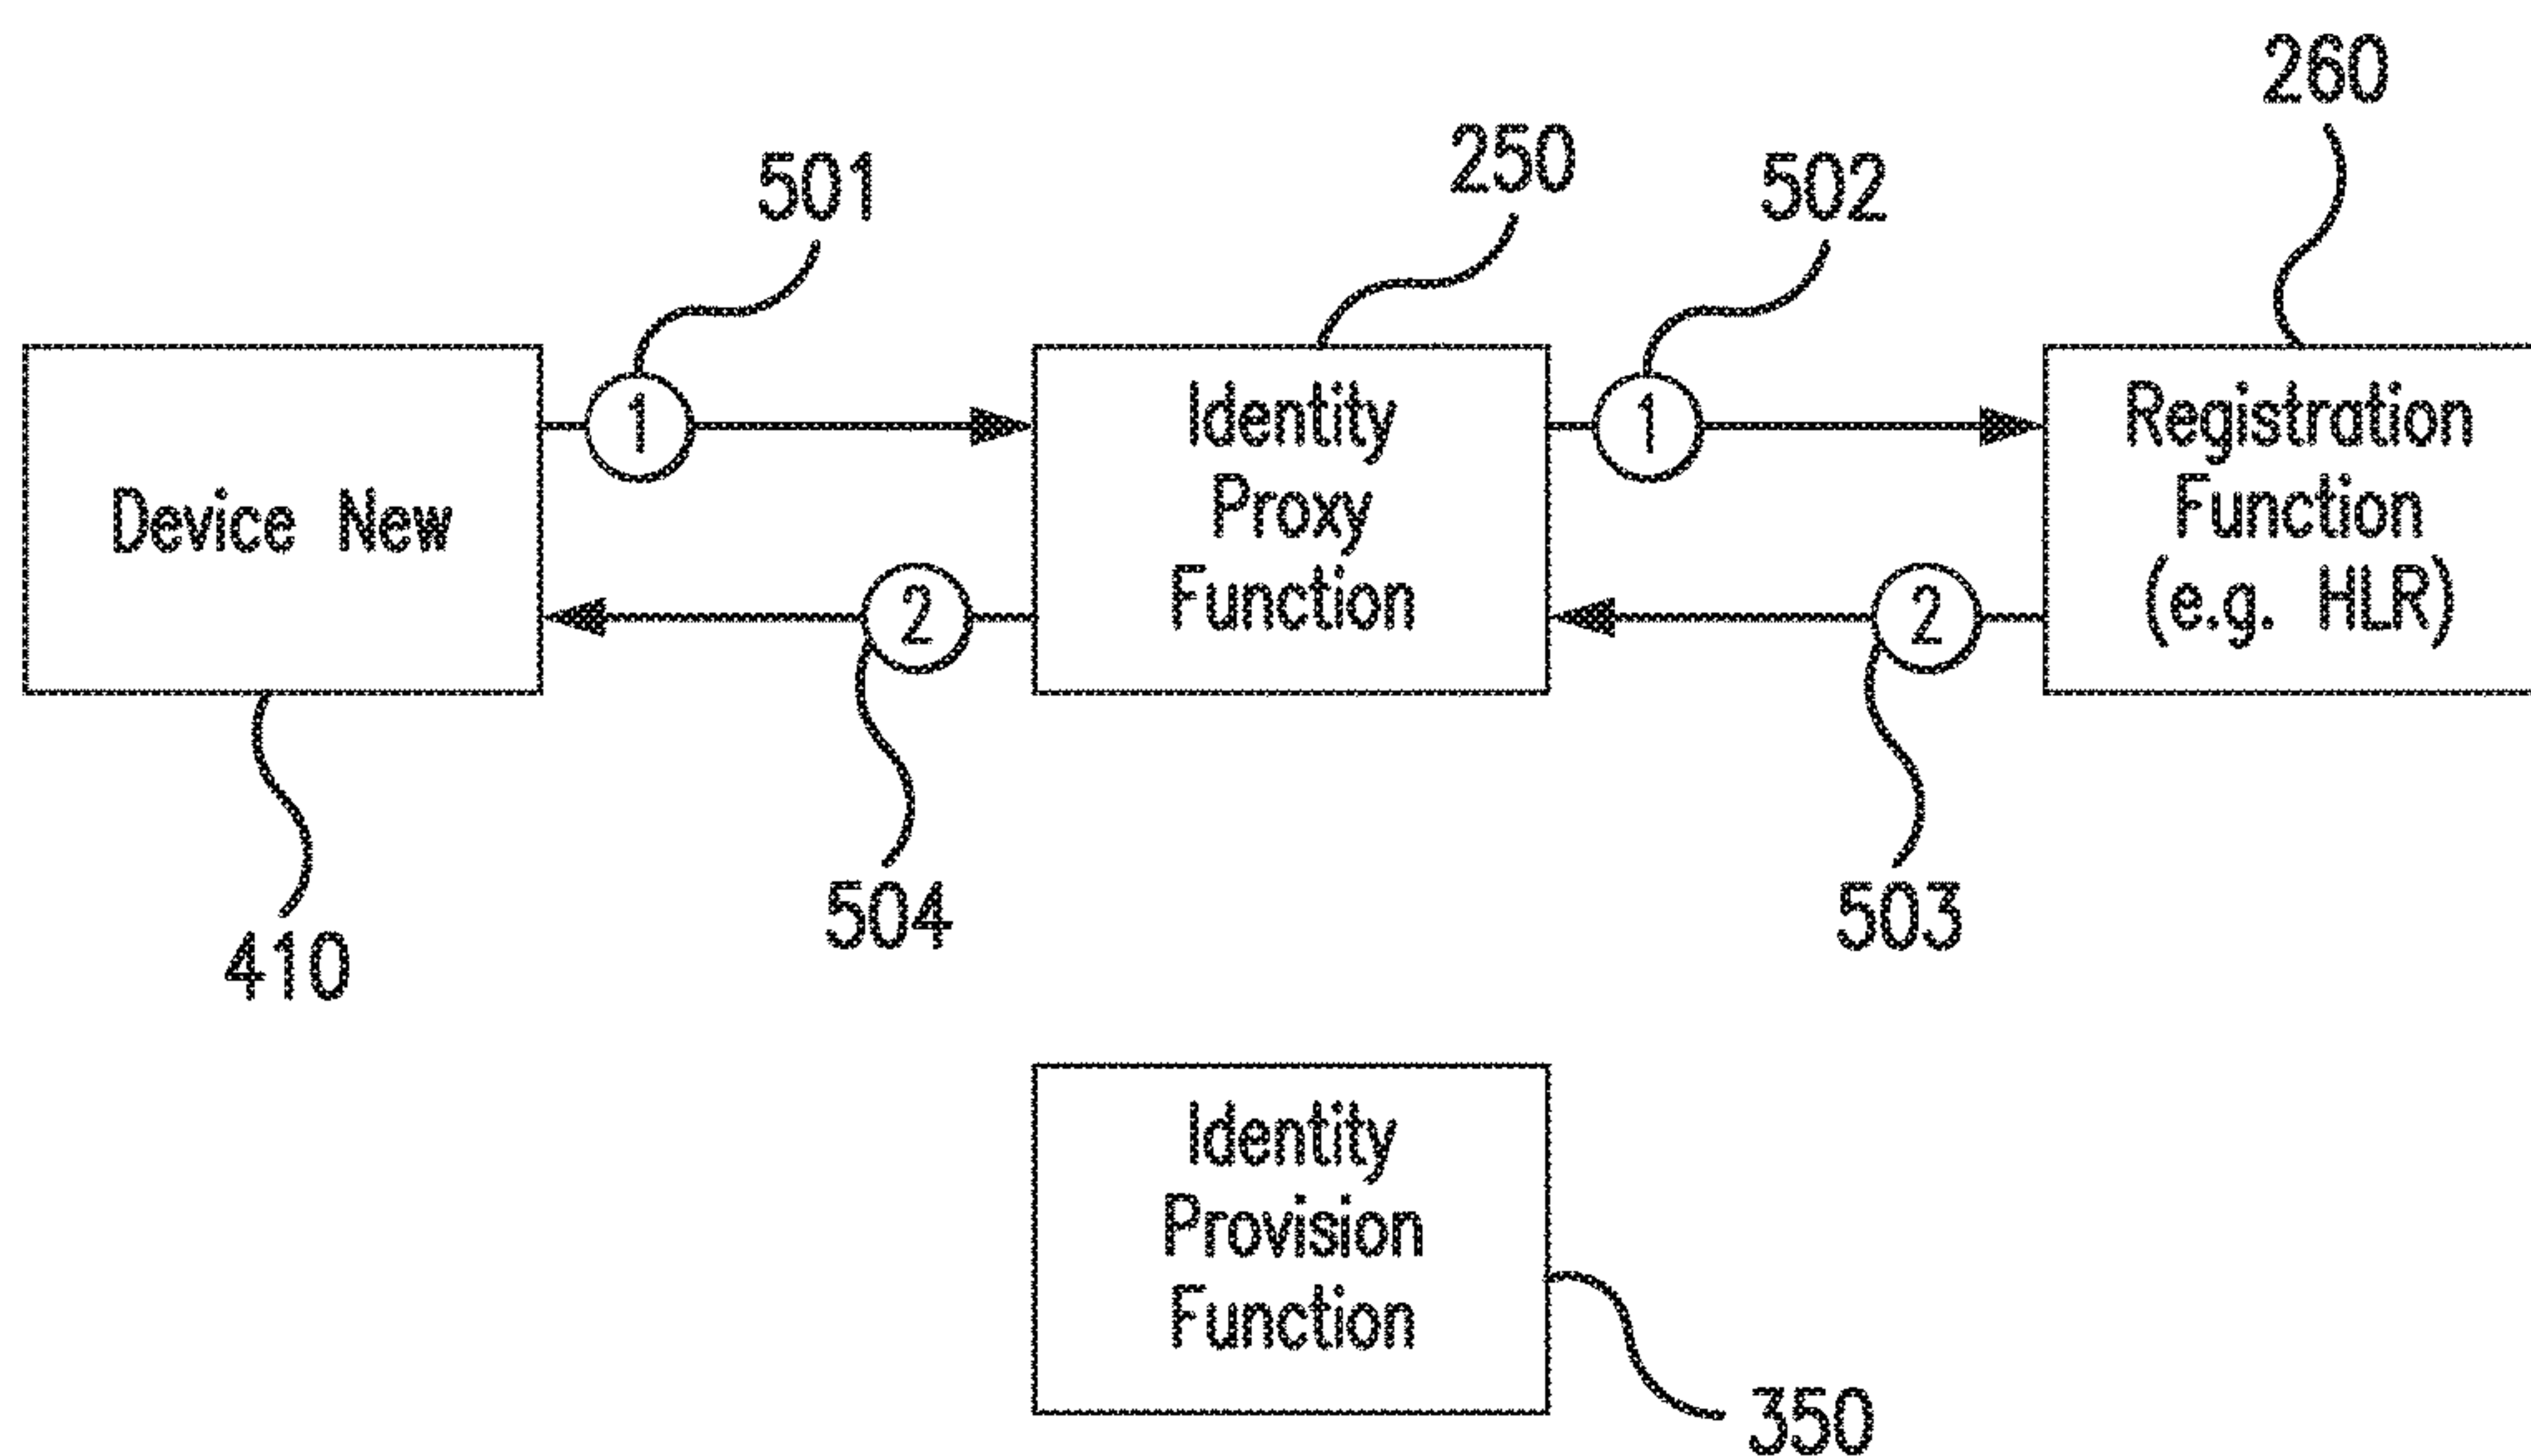 260
250
501
502
Device New
1
Identity
Proxy
Function
1
Registration
Function
(e.g. HLR)
2
2
504
503
410
Identity
Provision
Function
350